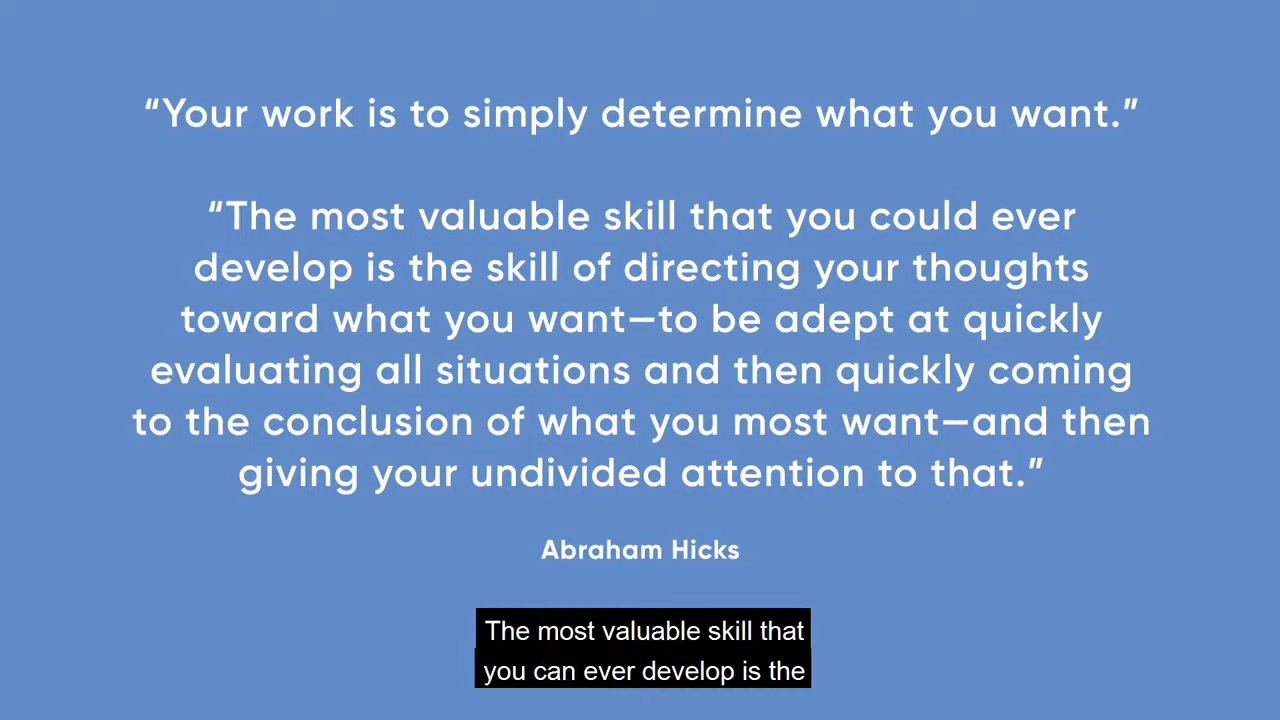 “Your work is to simply determine what you want.”
“The most valuable skill that you could ever
develop is the skill of directing your thoughts
toward what you want—to be adept at quickly
evaluating all situations and then quickly coming
to the conclusion of what you most want—and then
giving your undivided attention to that.”
Abraham Hicks
The most valuable skill that
you can ever develop is the